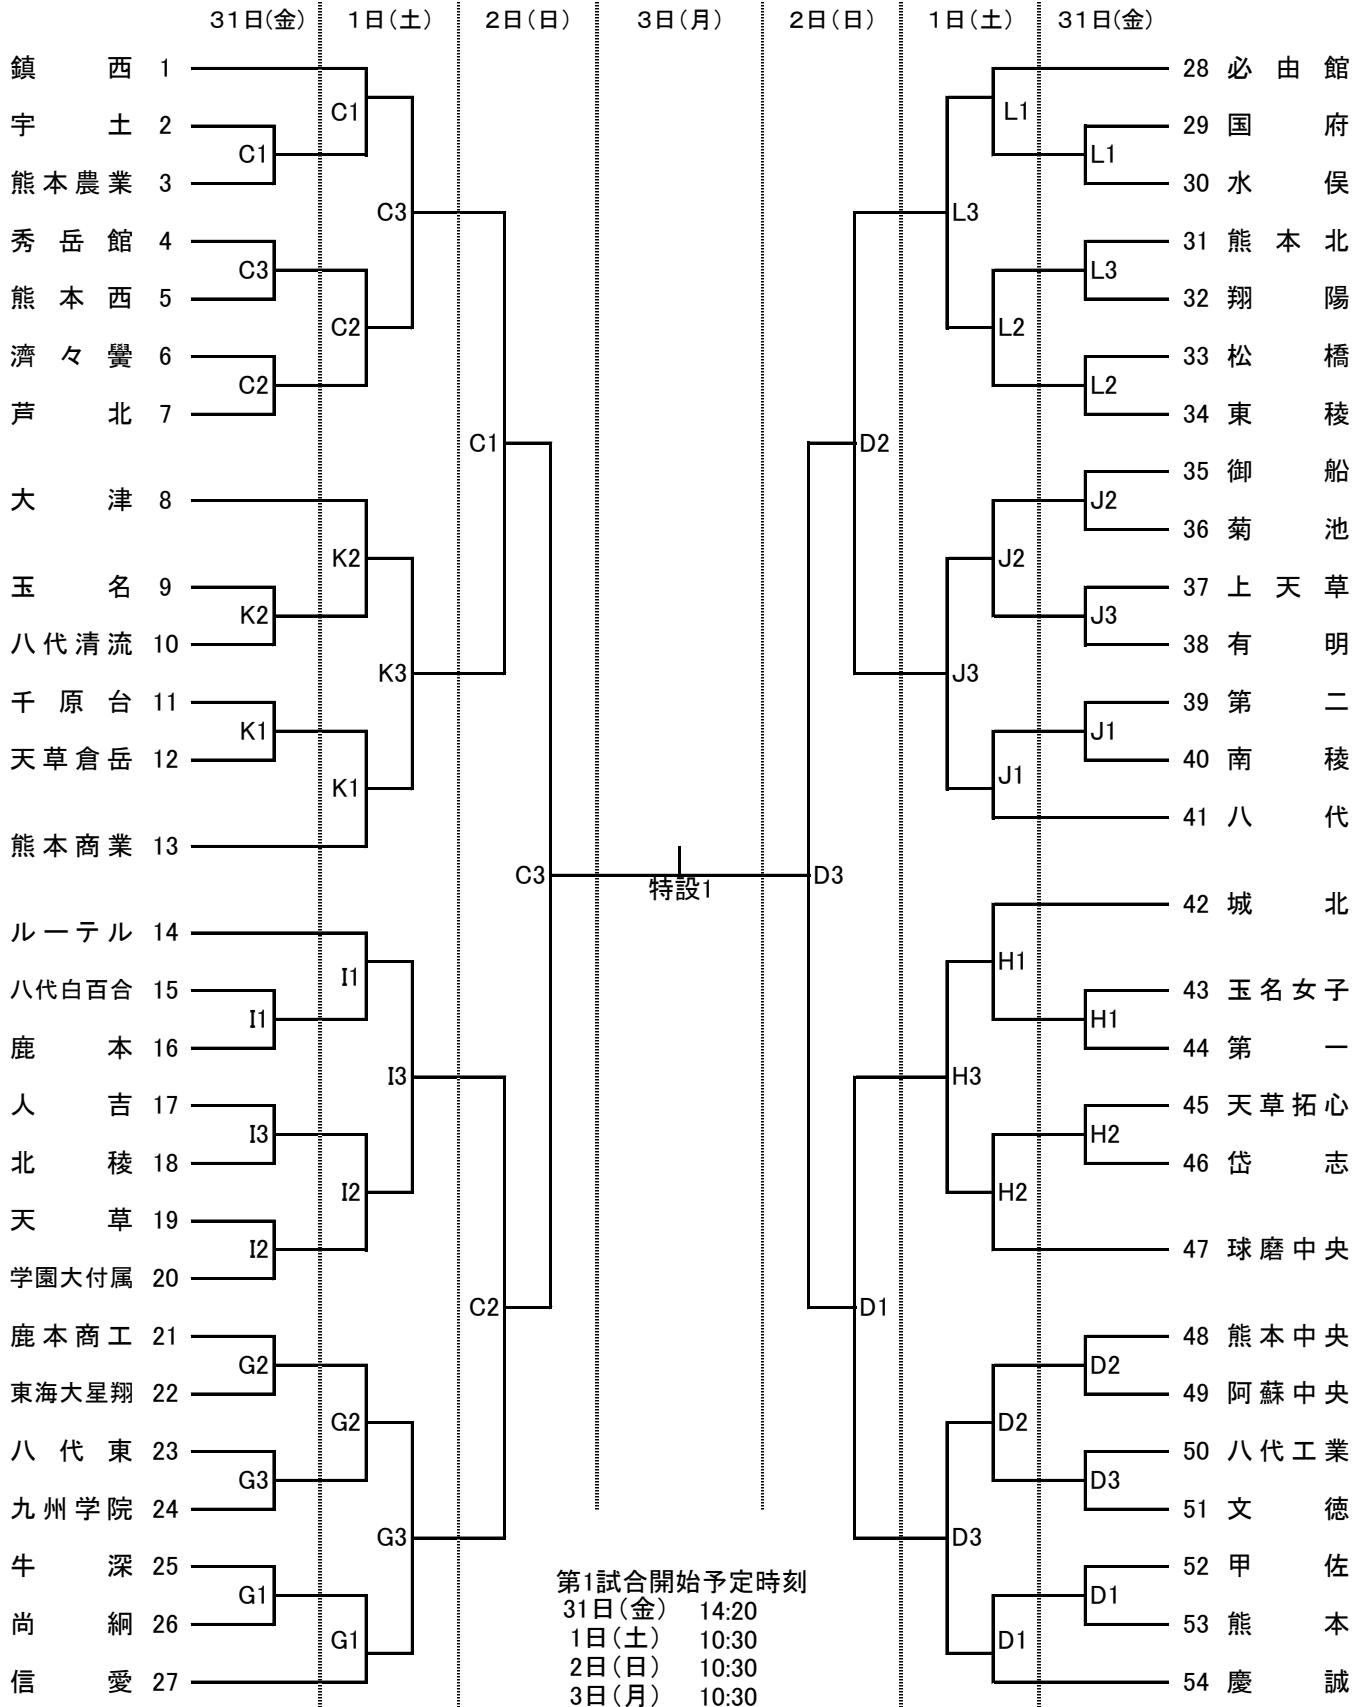 31日(金) 1日(土) 2日(日) 3日(月) 2日(日) 1日(土) 31日(金)
鎮西 1
宇土 2
熊本農業 3
秀岳館 4
熊本西 5
濟々黌 6
芦北 7
大津 8
玉名 9
八代清流 10
千原台 11
天草倉岳 12
熊本商業 13
ルーテル 14
八代白百合 15
鹿本 16
人吉 17
北稜 18
天草 19
学園大付属 20
鹿本商工 21
東海大星翔 22
八代東 23
九州学院 24
牛深 25
尚絅 26
信愛 27
C1
C3
C2
K2
K1
I1
I3
I2
G2
G3
G1
C1
C2
K2
K1
I1
I2
G2
G1
C3
K3
I3
G3
C1
C2
C3
特設1
D3
D2
D1
L3
J3
H3
D3
L1
L2
J2
J1
H1
H2
D2
D1
L1
L3
L2
J2
J3
J1
H1
H2
D2
D3
D1
28 必由館
29 国府
30 水俣
31 熊本北
32 翔陽
33 松橋
34 東稜
35 御船
36 菊池
37 上天草
38 有明
39 第二
40 南稜
41 八代
42 城北
43 玉名女子
44 第一
45 天草拓心
46 岱志
47 球磨中央
48 熊本中央
49 阿蘇中央
50 八代工業
51 文徳
52 甲佐
53 熊本
54 慶誠
第1試合開始予定時刻
31日(金) 14:20
1日(土) 10:30
2日(日) 10:30
3日(月) 10:30